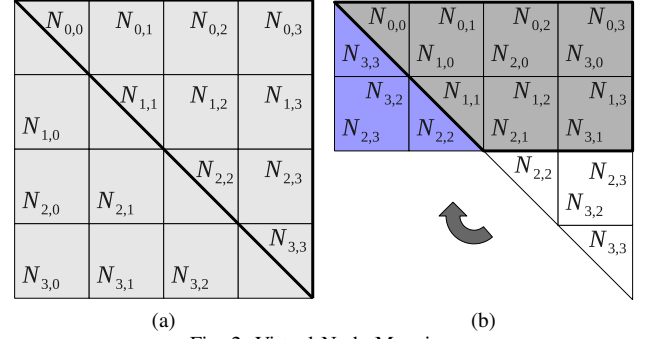 N0,0 N0,1 N0,2 N0,3
N1,1 N1,2 N1,3
N1,0
N2,2 N2,3
N2,0 N2,1
N3,3
N3,0 N3,1 N3,2
(a)
N0,0 N0,1 N0,2 N0,3
N3,3 N1,0 N2,0 N3,0
N3,2 N1,1 N1,2 N1,3
N2,3 N2,2 N2,1 N3,1
N2,2 N2,3
N3,2
N3,3
(b)
Fig. 2. Virtual Node